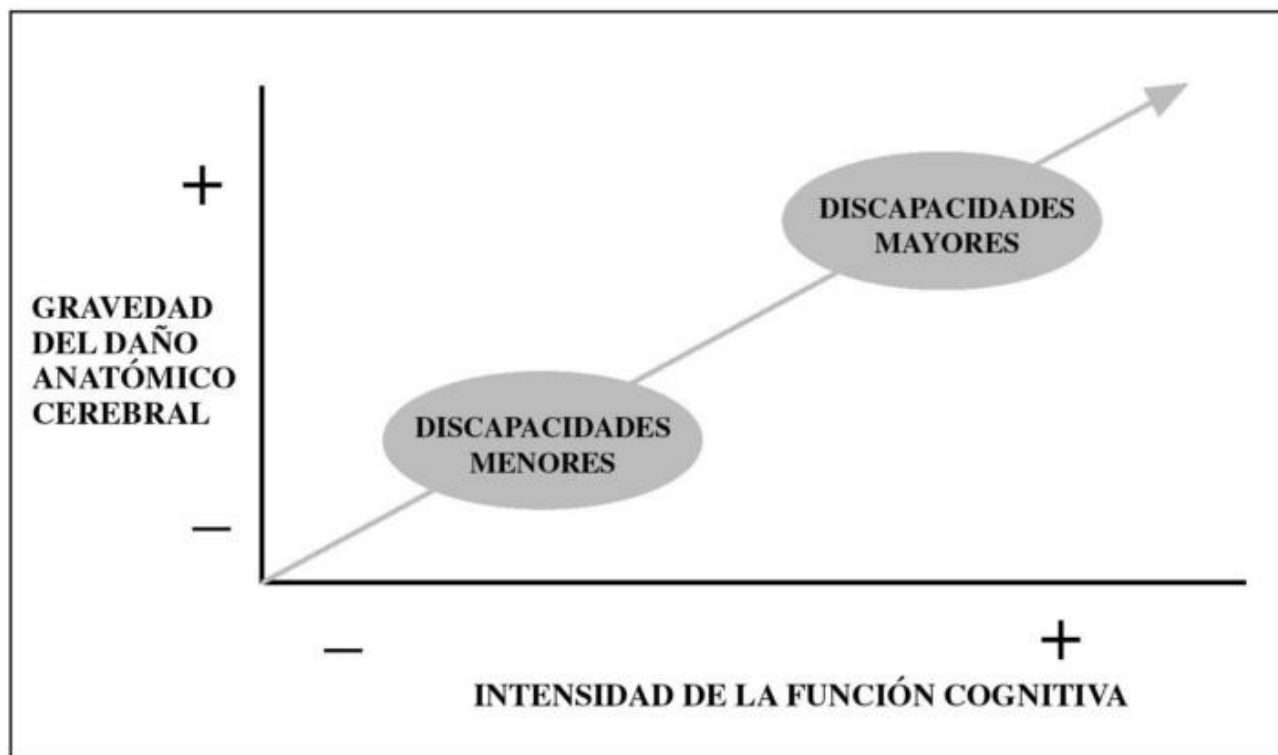 +
DISCAPACIDADES
MAYORES
GRAVEDAD
DEL DAÑO
ANATÓMICO
CEREBRAL
DISCAPACIDADES
MENORES
–
–
+
INTENSIDAD DE LA FUNCIÓN COGNITIVA